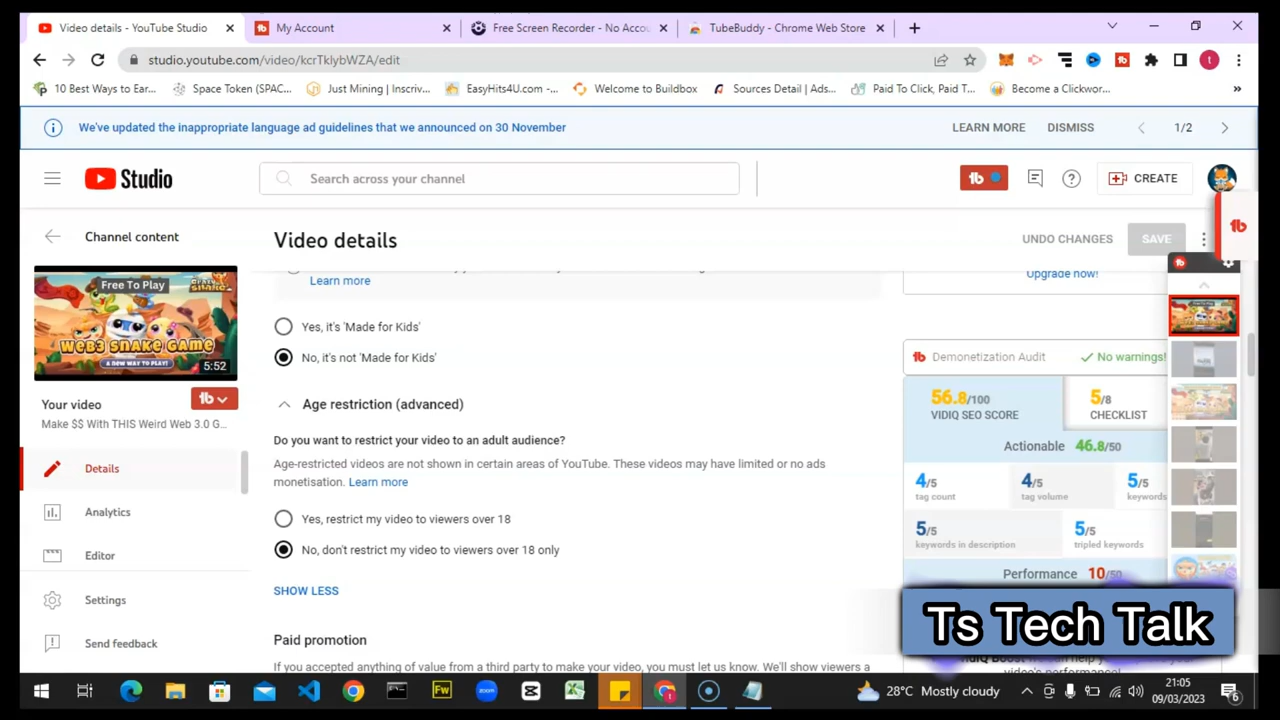 Video details - YouTube Studio
My Account
Free Screen Recorder - No Accou
TubeBuddy - Chrome Web Store
studio.youtube.com/video/kcrTklybWZA/edit
10 Best Ways to Ear...
Space Token (SPAC...
Just Mining | Inscriv...
EasyHits4U.com -...
Welcome to Buildbox
Sources Detail | Ads...
Paid To Click, Paid T...
Become a Clickwor...
We've updated the inappropriate language ad guidelines that we announced on 30 November
LEARN MORE
DISMISS
1/2
Studio
Search across your channel
CREATE
Channel content
Video details
UNDO CHANGES
SAVE
Learn more
Upgrade now!
Free To Play
WEB3 SNAKE GAME
A NEW WAY TO PLAY!
5:52
Yes, it's 'Made for Kids'
No, it's not 'Made for Kids'
Demonetization Audit
No warnings!
Your video
Make $$ With THIS Weird Web 3.0 G...
Age restriction (advanced)
56.8/100
VIDIQ SEO SCORE
5/8
CHECKLIST
Do you want to restrict your video to an adult audience?
Actionable 46.8/50
Age-restricted videos are not shown in certain areas of YouTube. These videos may have limited or no ads
monetisation. Learn more
Details
4/5
tag count
4/5
tag volume
5/5
keywords
Analytics
Yes, restrict my video to viewers over 18
5/5
keywords in description
5/5
tripled keywords
Editor
No, don't restrict my video to viewers over 18 only
Performance 10/50
SHOW LESS
Settings
Ts Tech Talk
Send feedback
Paid promotion
If you accepted anything of value from a third party to make your video, you must let us know. We'll show viewers a
video's performance!
28°C Mostly cloudy
21:05
09/03/2023
6